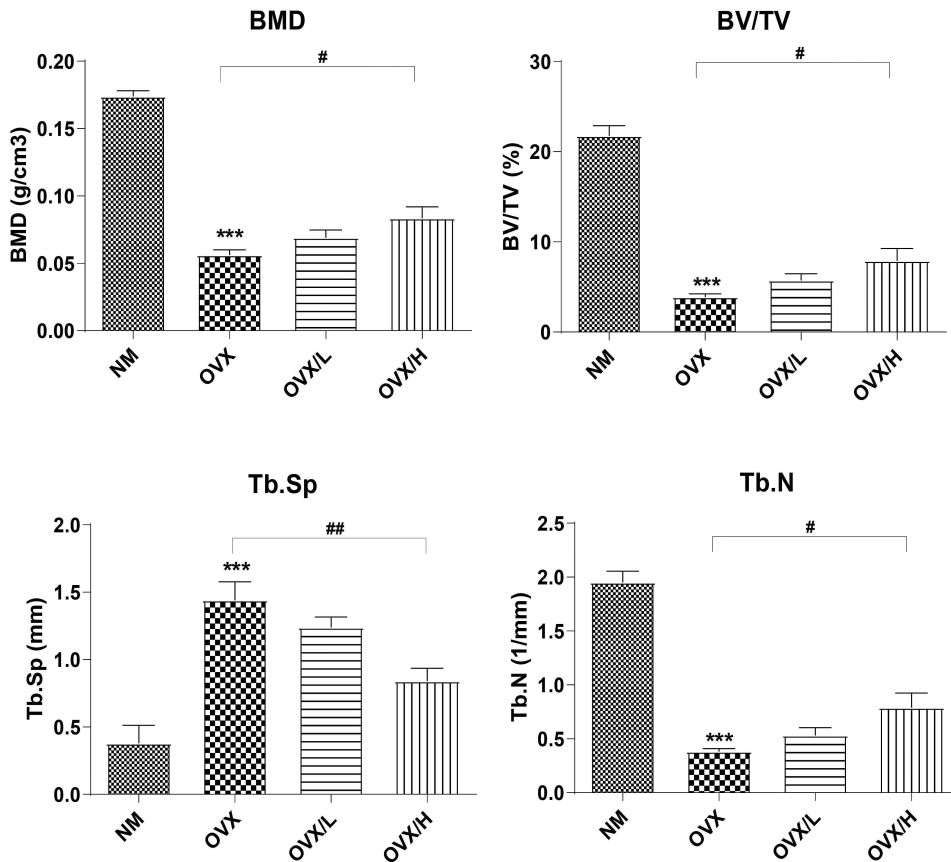 BMD
#
0.20
0.15
0.10
0.05
0.00
BMD (g/cm3)
***
NM
OVX
OVX/L
OVX/H
BV/TV
#
30
20
10
0
BV/TV (%)
***
NM
OVX
OVX/L
OVX/H
Tb.Sp
##
2.0
1.5
1.0
0.5
0.0
Tb.Sp (mm)
***
NM
OVX
OVX/L
OVX/H
Tb.N
#
2.5
2.0
1.5
1.0
0.5
0.0
Tb.N (1/mm)
***
NM
OVX
OVX/L
OVX/H